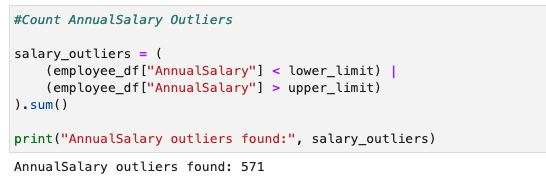 #Count AnnualSalary Outliers
salary_outliers = (
    (employee_df["AnnualSalary"] < lower_limit) |
    (employee_df["AnnualSalary"] > upper_limit)
).sum()
print("AnnualSalary outliers found:", salary_outliers)
AnnualSalary outliers found: 571